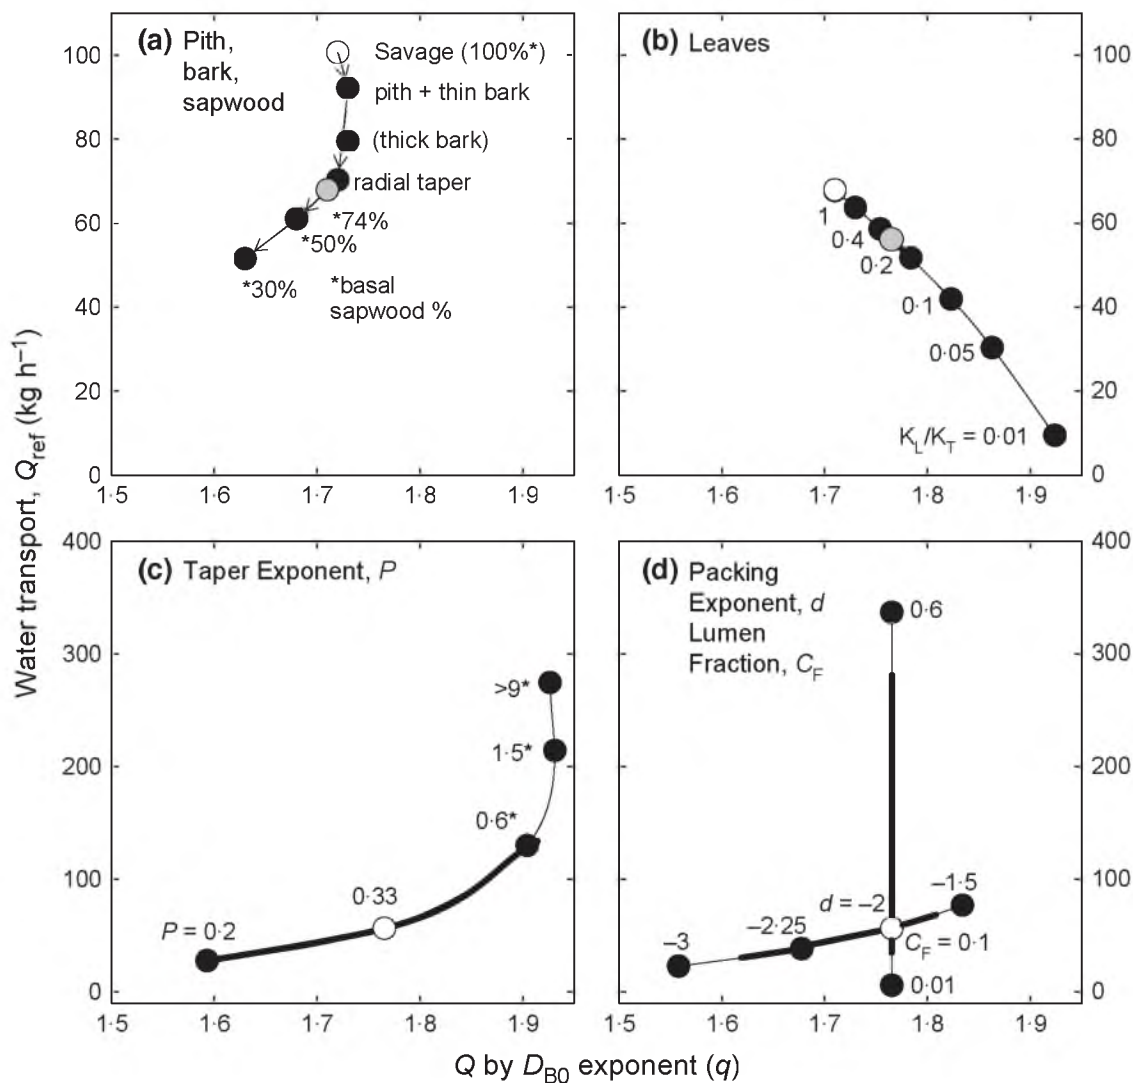 (a) Pith,
bark,
sapwood
Savage (100%*)
pith + thin bark
(thick bark)
radial taper
*74%
*50%
*30%
*basal
sapwood %
100
80
60
40
20
0
1·5
1·6
1·7
1·8
1·9
(b) Leaves
1
0·4
0·2
0·1
0·05
K_L/K_T = 0·01
100
80
60
40
20
0
1·5
1·6
1·7
1·8
1·9
Water transport, Q_ref (kg h⁻¹)
(c) Taper Exponent, P
>9*
1·5*
0·6*
0·33
P = 0·2
400
300
200
100
0
1·5
1·6
1·7
1·8
1·9
(d) Packing
Exponent, d
Lumen
Fraction, C_F
0·6
−1·5
d = −2
−2·25
−3
C_F = 0·1
0·01
400
300
200
100
0
1·5
1·6
1·7
1·8
1·9
Q by D_B0 exponent (q)